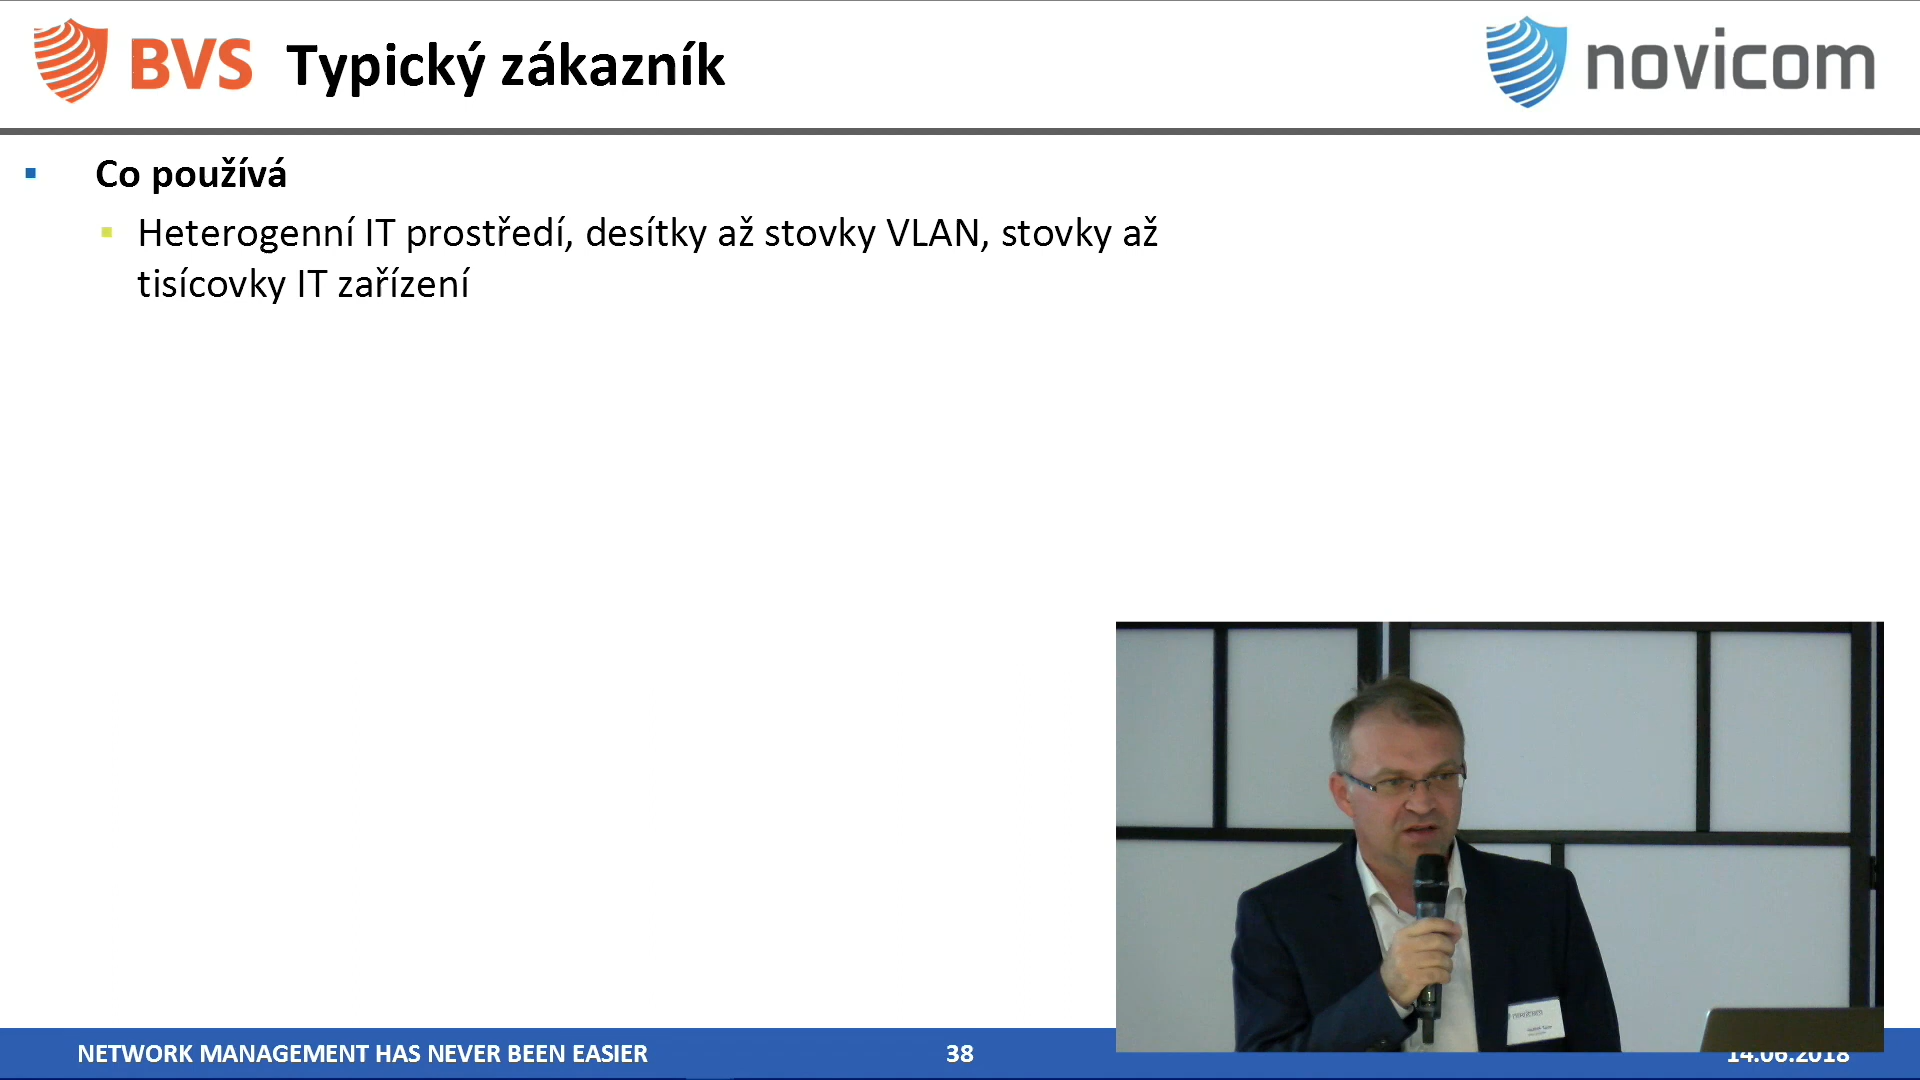 BVS Typický zákazník
novicom
Co používá
Heterogenní IT prostředí, desítky až stovky VLAN, stovky až
tisícovky IT zařízení
novicom
NETWORK MANAGEMENT HAS NEVER BEEN EASIER
38
14.06.2018